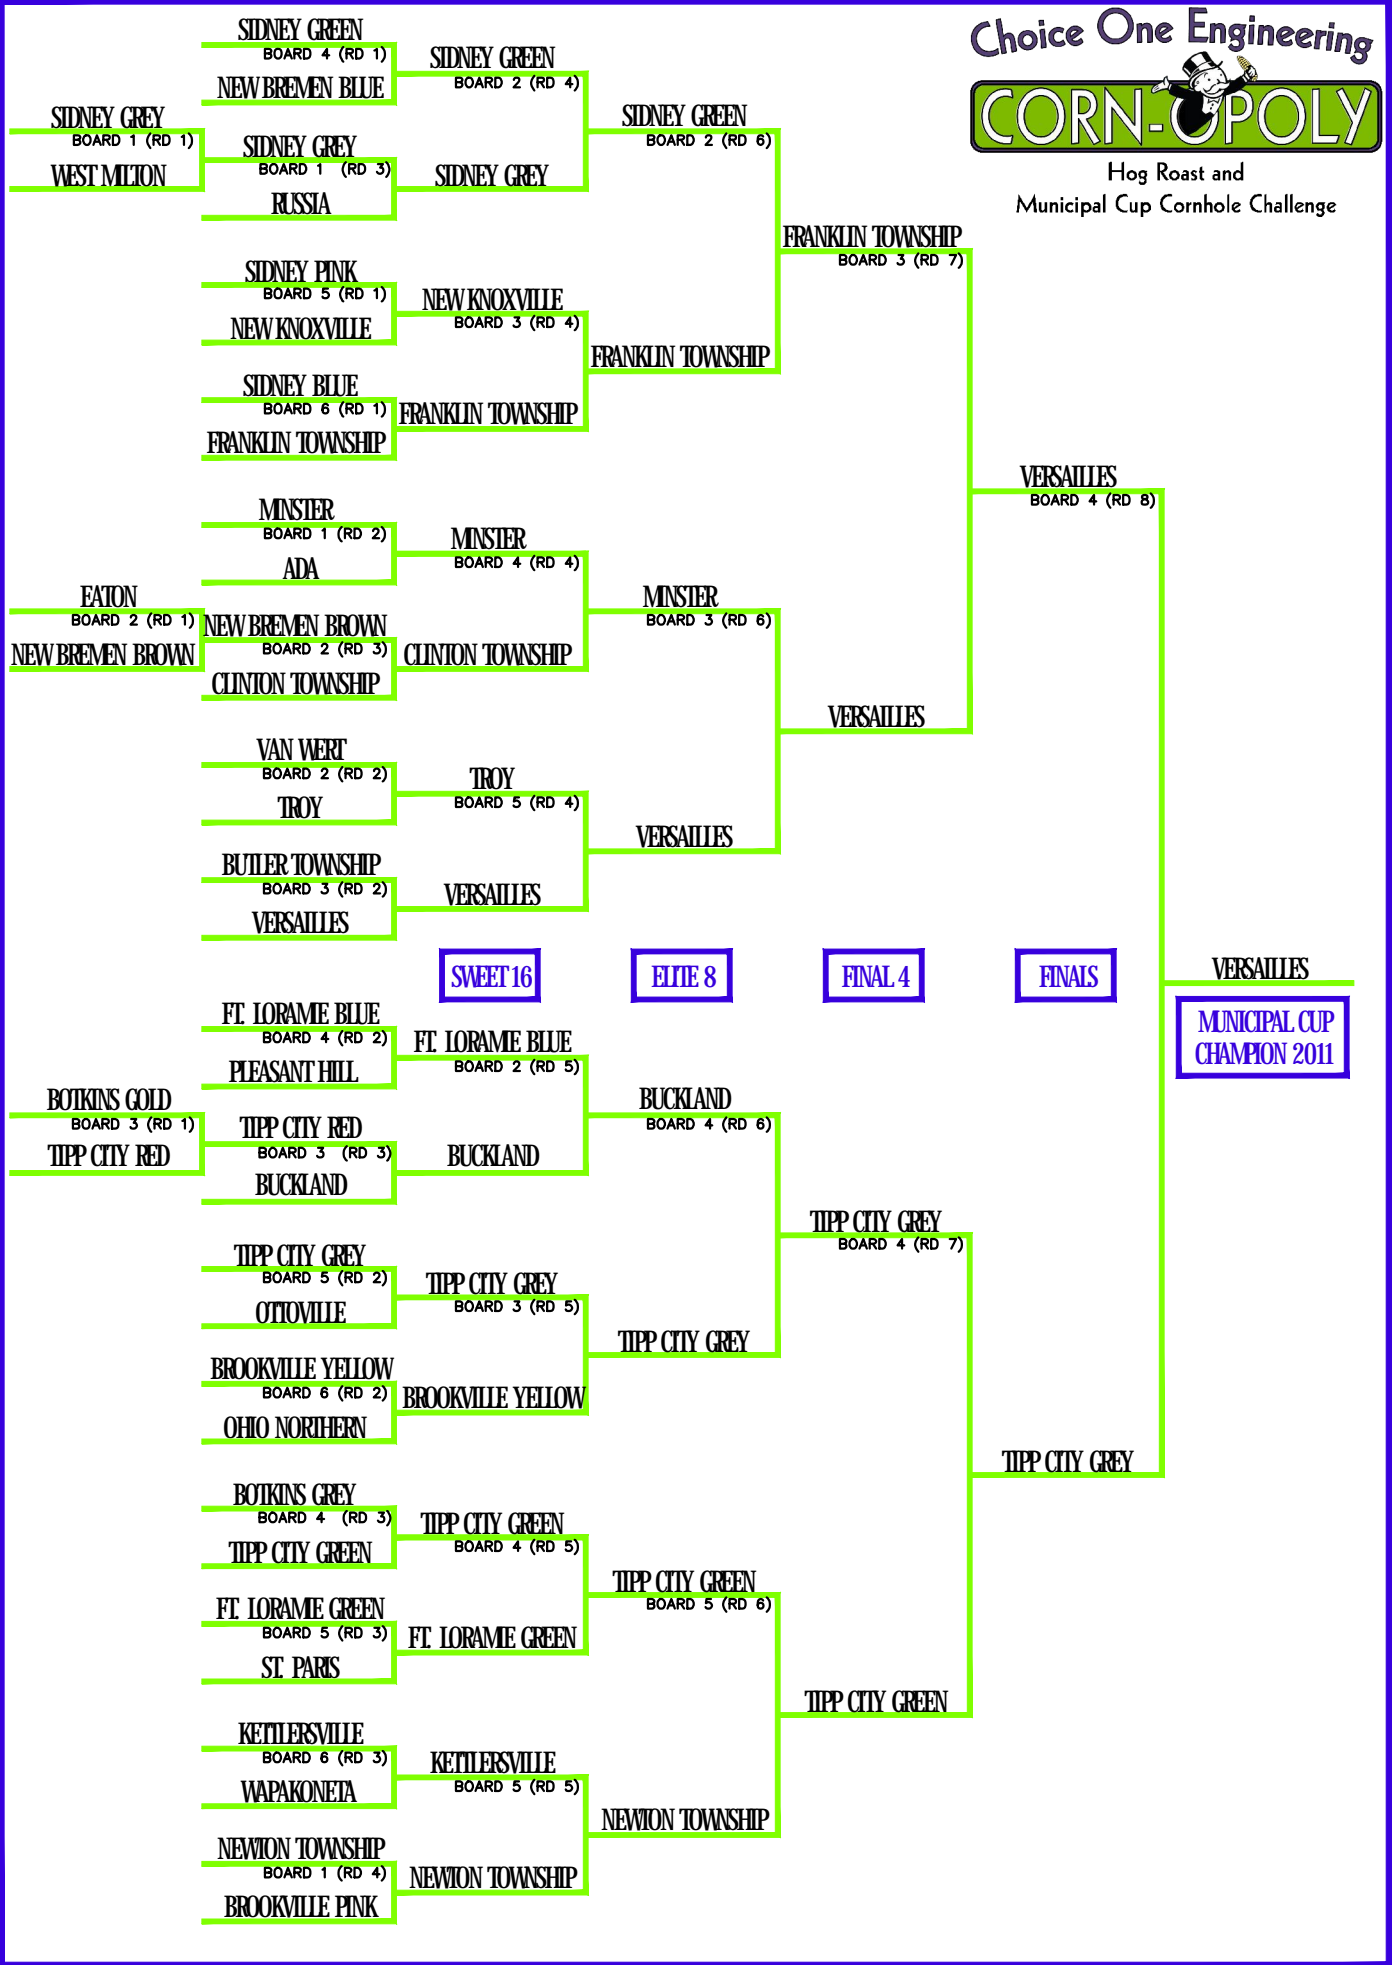 Choice One Engineering
CORN-OPOLY
Hog Roast and
Municipal Cup Cornhole Challenge
SIDNEY GREEN
BOARD 4 (RD 1)
SIDNEY GREEN
BOARD 2 (RD 4)
NEW BREMEN BLUE
SIDNEY GREY
BOARD 1 (RD 1)
SIDNEY GREEN
BOARD 2 (RD 6)
SIDNEY GREY
BOARD 1 (RD 3)
WEST MILTON
SIDNEY GREY
RUSSIA
FRANKLIN TOWNSHIP
BOARD 3 (RD 7)
SIDNEY PINK
BOARD 5 (RD 1)
NEW KNOXVILLE
BOARD 3 (RD 4)
NEW KNOXVILLE
FRANKLIN TOWNSHIP
SIDNEY BLUE
BOARD 6 (RD 1)
FRANKLIN TOWNSHIP
FRANKLIN TOWNSHIP
VERSAILLES
BOARD 4 (RD 8)
MINSTER
BOARD 1 (RD 2)
MINSTER
BOARD 4 (RD 4)
ADA
EATON
BOARD 2 (RD 1)
MINSTER
BOARD 3 (RD 6)
NEW BREMEN BROWN
BOARD 2 (RD 3)
NEW BREMEN BROWN
CLINTON TOWNSHIP
CLINTON TOWNSHIP
VERSAILLES
VAN WERT
BOARD 2 (RD 2)
TROY
BOARD 5 (RD 4)
TROY
VERSAILLES
BUTLER TOWNSHIP
BOARD 3 (RD 2)
VERSAILLES
VERSAILLES
SWEET 16
ELITE 8
FINAL 4
FINALS
VERSAILLES
MUNICIPAL CUP
CHAMPION 2011
FT. LORAMIE BLUE
BOARD 4 (RD 2)
FT. LORAMIE BLUE
BOARD 2 (RD 5)
PLEASANT HILL
BOTKINS GOLD
BOARD 3 (RD 1)
BUCKLAND
BOARD 4 (RD 6)
TIPP CITY RED
BOARD 3 (RD 3)
TIPP CITY RED
BUCKLAND
BUCKLAND
TIPP CITY GREY
BOARD 4 (RD 7)
TIPP CITY GREY
BOARD 5 (RD 2)
TIPP CITY GREY
BOARD 3 (RD 5)
OTTOVILLE
TIPP CITY GREY
BROOKVILLE YELLOW
BOARD 6 (RD 2)
BROOKVILLE YELLOW
OHIO NORTHERN
TIPP CITY GREY
BOTKINS GREY
BOARD 4 (RD 3)
TIPP CITY GREEN
BOARD 4 (RD 5)
TIPP CITY GREEN
TIPP CITY GREEN
BOARD 5 (RD 6)
FT. LORAMIE GREEN
BOARD 5 (RD 3)
FT. LORAMIE GREEN
ST. PARIS
TIPP CITY GREEN
KETTLERSVILLE
BOARD 6 (RD 3)
KETTLERSVILLE
BOARD 5 (RD 5)
WAPAKONETA
NEWTON TOWNSHIP
NEWTON TOWNSHIP
BOARD 1 (RD 4)
NEWTON TOWNSHIP
BROOKVILLE PINK